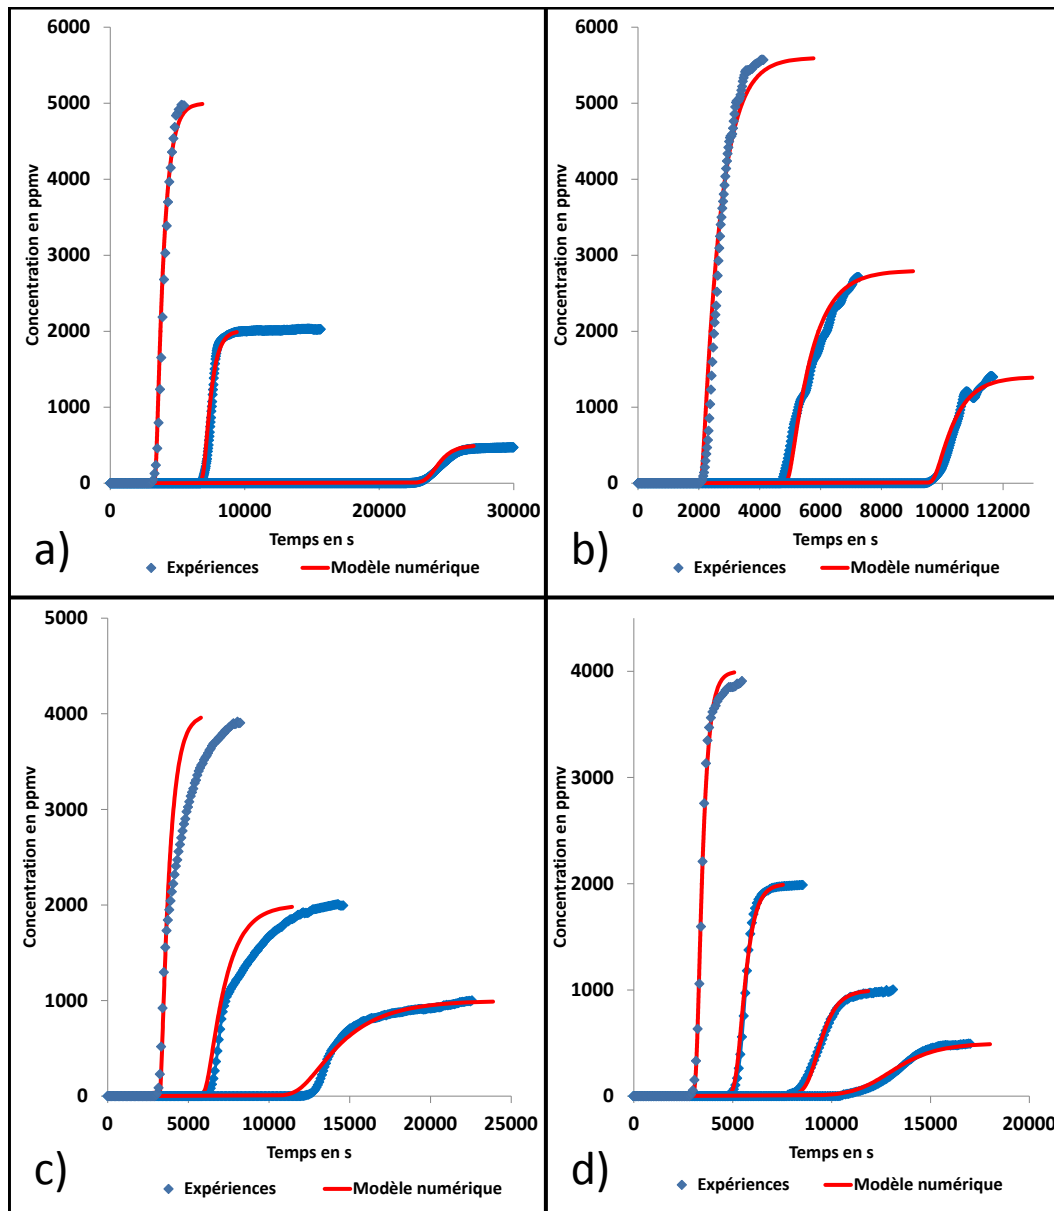 6000
5000
4000
3000
2000
1000
0
Concentration en ppmv
0 10000 20000 30000
Temps en s
a)
Expériences Modèle numérique
6000
5000
4000
3000
2000
1000
0
Concentration en ppmv
0 2000 4000 6000 8000 10000 12000
Temps en s
b)
Expériences Modèle numérique
5000
4000
3000
2000
1000
0
Concentration en ppmv
0 5000 10000 15000 20000 25000
Temps en s
c)
Expériences Modèle numérique
4000
3000
2000
1000
0
Concentration en ppmv
0 5000 10000 15000 20000
Temps en s
d)
Expériences Modèle numérique